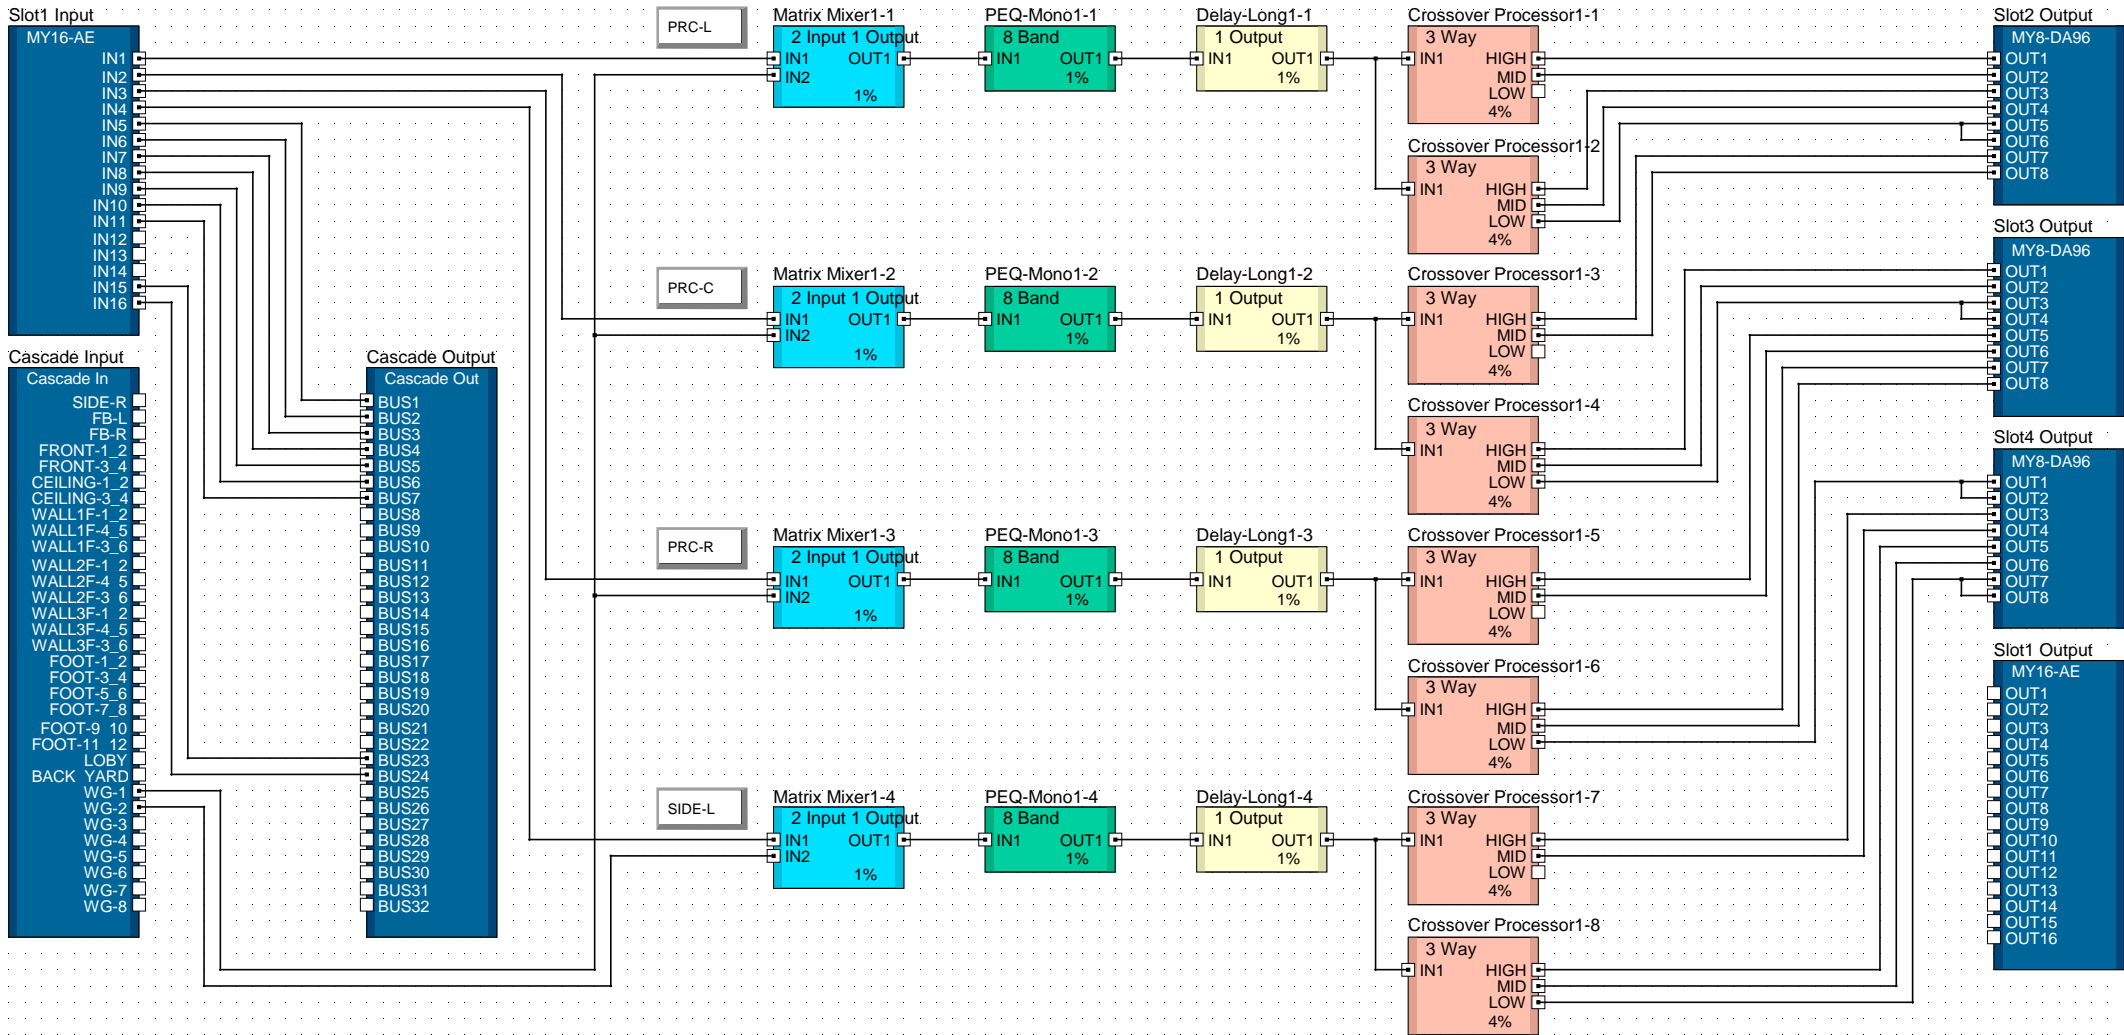 Slot1 Input
MY16-AE
IN1
IN2
IN3
IN4
IN5
IN6
IN7
IN8
IN9
IN10
IN11
IN12
IN13
IN14
IN15
IN16
Cascade Input
Cascade In
SIDE-R
FB-L
FB-R
FRONT-1_2
FRONT-3_4
CEILING-1_2
CEILING-3_4
WALL1F-1_2
WALL1F-4_5
WALL1F-3_6
WALL2F-1_2
WALL2F-4_5
WALL2F-3_6
WALL3F-1_2
WALL3F-4_5
WALL3F-3_6
FOOT-1_2
FOOT-3_4
FOOT-5_6
FOOT-7_8
FOOT-9_10
FOOT-11_12
LOBY
BACK_YARD
WG-1
WG-2
WG-3
WG-4
WG-5
WG-6
WG-7
WG-8
Cascade Output
Cascade Out
BUS1
BUS2
BUS3
BUS4
BUS5
BUS6
BUS7
BUS8
BUS9
BUS10
BUS11
BUS12
BUS13
BUS14
BUS15
BUS16
BUS17
BUS18
BUS19
BUS20
BUS21
BUS22
BUS23
BUS24
BUS25
BUS26
BUS27
BUS28
BUS29
BUS30
BUS31
BUS32
PRC-L
Matrix Mixer1-1
2 Input 1 Output
IN1 OUT1
IN2
1%
PEQ-Mono1-1
8 Band
IN1 OUT1
1%
Delay-Long1-1
1 Output
IN1 OUT1
1%
Crossover Processor1-1
3 Way
IN1 HIGH
MID
LOW
4%
Crossover Processor1-2
3 Way
IN1 HIGH
MID
LOW
4%
PRC-C
Matrix Mixer1-2
2 Input 1 Output
IN1 OUT1
IN2
1%
PEQ-Mono1-2
8 Band
IN1 OUT1
1%
Delay-Long1-2
1 Output
IN1 OUT1
1%
Crossover Processor1-3
3 Way
IN1 HIGH
MID
LOW
4%
Crossover Processor1-4
3 Way
IN1 HIGH
MID
LOW
4%
PRC-R
Matrix Mixer1-3
2 Input 1 Output
IN1 OUT1
IN2
1%
PEQ-Mono1-3
8 Band
IN1 OUT1
1%
Delay-Long1-3
1 Output
IN1 OUT1
1%
Crossover Processor1-5
3 Way
IN1 HIGH
MID
LOW
4%
Crossover Processor1-6
3 Way
IN1 HIGH
MID
LOW
4%
SIDE-L
Matrix Mixer1-4
2 Input 1 Output
IN1 OUT1
IN2
1%
PEQ-Mono1-4
8 Band
IN1 OUT1
1%
Delay-Long1-4
1 Output
IN1 OUT1
1%
Crossover Processor1-7
3 Way
IN1 HIGH
MID
LOW
4%
Crossover Processor1-8
3 Way
IN1 HIGH
MID
LOW
4%
Slot2 Output
MY8-DA96
OUT1
OUT2
OUT3
OUT4
OUT5
OUT6
OUT7
OUT8
Slot3 Output
MY8-DA96
OUT1
OUT2
OUT3
OUT4
OUT5
OUT6
OUT7
OUT8
Slot4 Output
MY8-DA96
OUT1
OUT2
OUT3
OUT4
OUT5
OUT6
OUT7
OUT8
Slot1 Output
MY16-AE
OUT1
OUT2
OUT3
OUT4
OUT5
OUT6
OUT7
OUT8
OUT9
OUT10
OUT11
OUT12
OUT13
OUT14
OUT15
OUT16